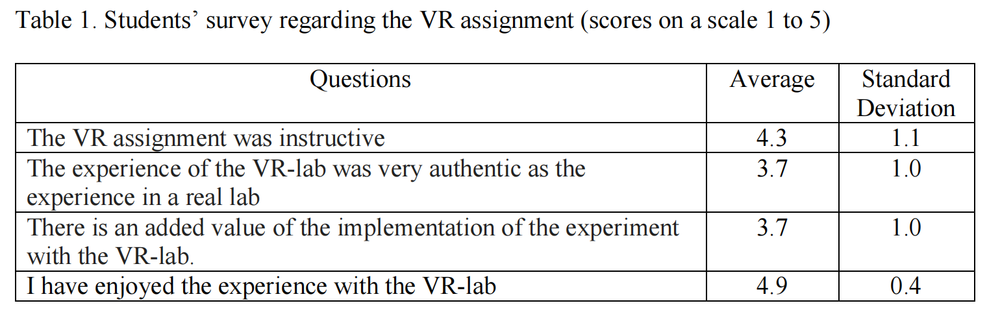 Table 1. Students’ survey regarding the VR assignment (scores on a scale 1 to 5)
Questions Average Standard
Deviation
The VR assignment was instructive 4.3 1.1
The experience of the VR-lab was very authentic as the 3.7 1.0
experience in a real lab
There is an added value of the implementation of the experiment 3.7 1.0
with the VR-lab.
I have enjoyed the experience with the VR-lab 4.9 0.4